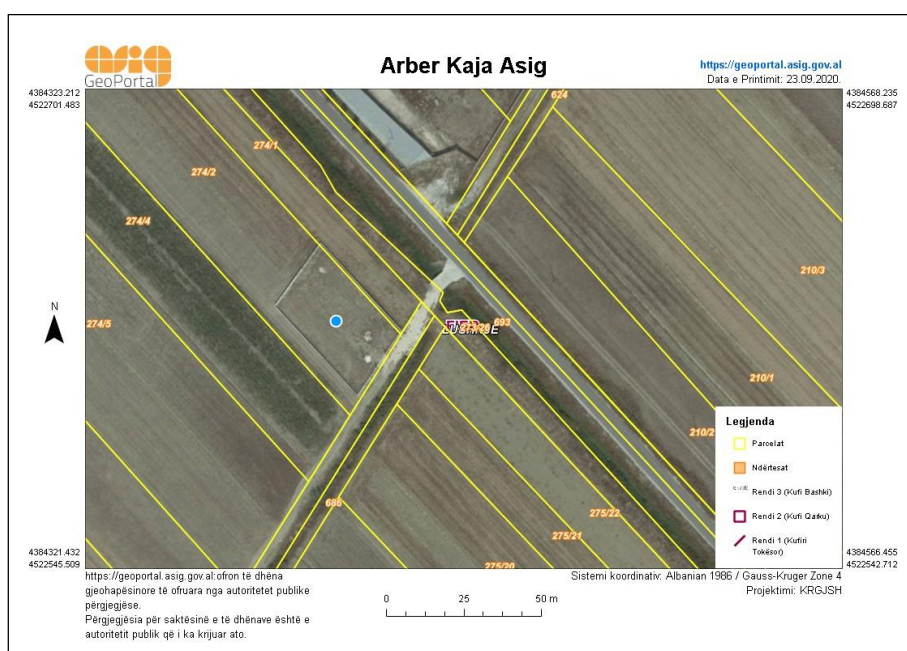 asig
GeoPortal
Arber Kaja Asig
https://geoportal.asig.gov.al
Data e Printimit: 23.09.2020.
4384323.212
4522701.483
4384568.235
4522698.687
624
274/1
274/2
274/4
274/5
210/3
693
210/1
210/2
686
275/22
275/21
275/20
N
Legjenda
Parcelat
Ndërtesat
Rendi 3 (Kufi Bashki)
Rendi 2 (Kufi Qarku)
Rendi 1 (Kufiri
Tokësor)
4384321.432
4522545.509
4384566.455
4522542.712
https://geoportal.asig.gov.al:ofron të dhëna
gjeohapësinore të ofruara nga autoritetet publike
përgjegjëse.
Përgjegjësia për saktësinë e të dhënave është e
autoritetit publik që i ka krijuar ato.
0 25 50 m
Sistemi koordinativ: Albanian 1986 / Gauss-Kruger Zone 4
Projektimi: KRGJSH